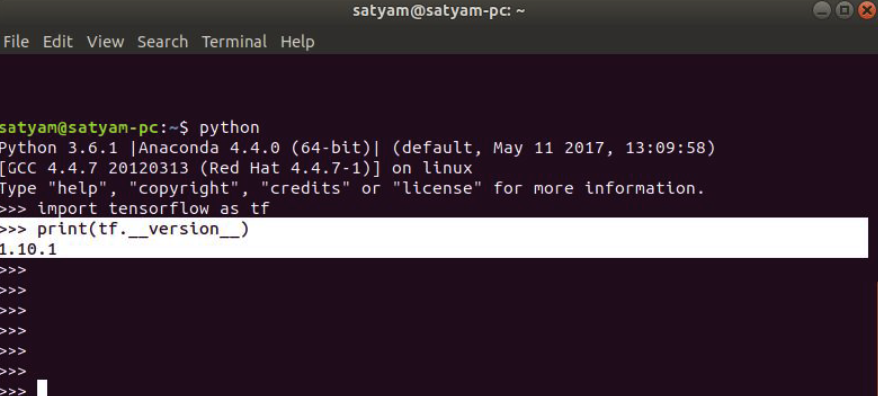 satyam@satyam-pc: ~
File Edit View Search Terminal Help
satyam@satyam-pc:~$ python
Python 3.6.1 |Anaconda 4.4.0 (64-bit)| (default, May 11 2017, 13:09:58)
[GCC 4.4.7 20120313 (Red Hat 4.4.7-1)] on linux
Type "help", "copyright", "credits" or "license" for more information.
>>> import tensorflow as tf
>>> print(tf.__version__)
1.10.1
>>>
>>>
>>>
>>>
>>>
>>>
>>>